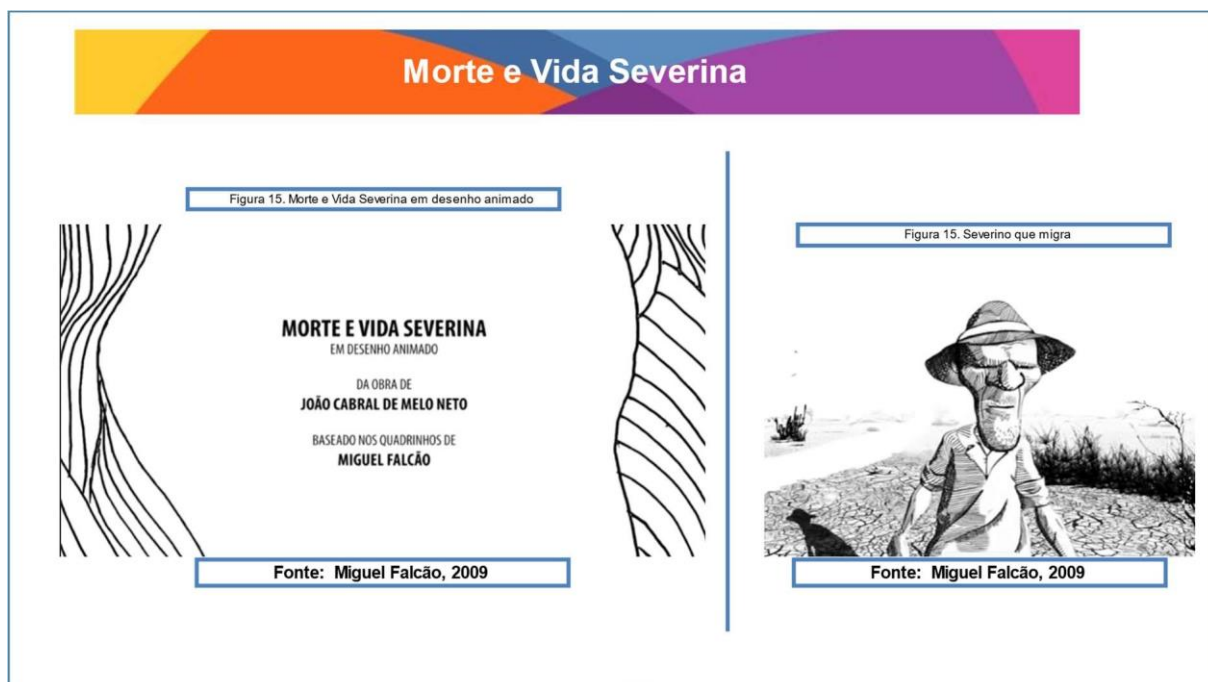 Morte e Vida Severina
Figura 15. Morte e Vida Severina em desenho animado
MORTE E VIDA SEVERINA
EM DESENHO ANIMADO
DA OBRA DE
JOÃO CABRAL DE MELO NETO
BASEADO NOS QUADRINHOS DE
MIGUEL FALCÃO
Fonte: Miguel Falcão, 2009
Figura 15. Severino que migra
Fonte: Miguel Falcão, 2009